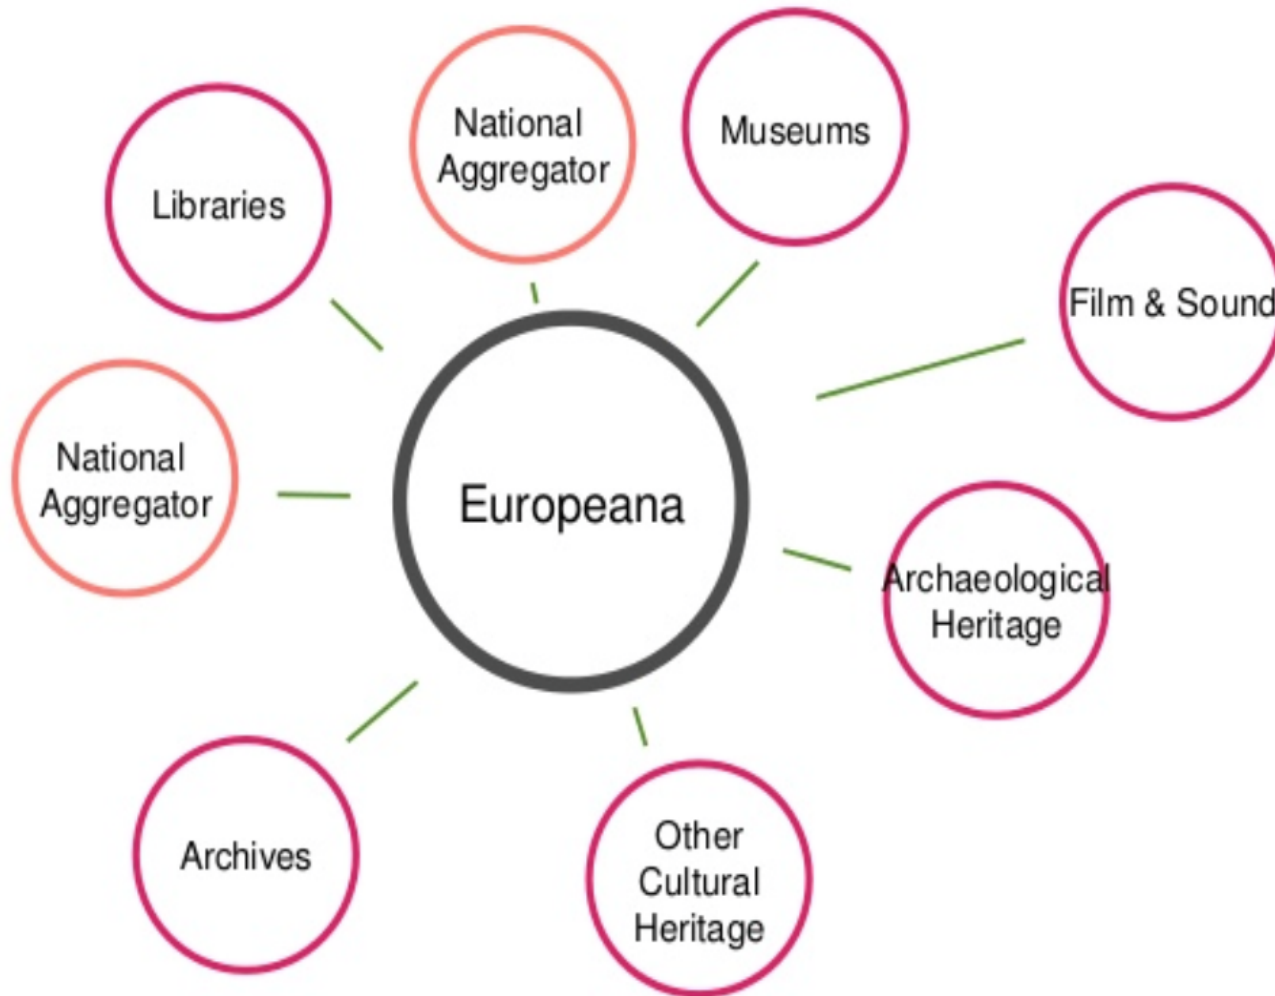 National
Aggregator
Museums
Libraries
Film & Sound
National
Aggregator
Europeana
Archaeological
Heritage
Archives
Other
Cultural
Heritage